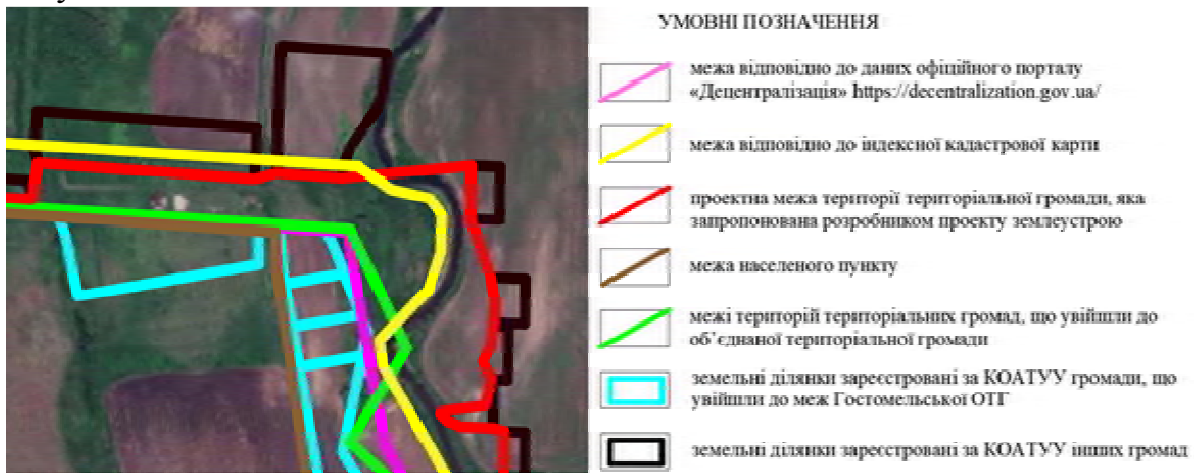 УМОВНІ ПОЗНАЧЕННЯ
межа відповідно до даних офіційного порталу
«Децентралізація» https://decentralization.gov.ua/
межа відповідно до індексної кадастрової карти
проектна межа території територіальної громади, яка
запропонована розробником проекту землеустрою
межа населеного пункту
межі територій територіальних громад, що увійшли до
об’єднаної територіальної громади
земельні ділянки зареєстровані за КОАТУУ громади, що
увійшли до меж Гостомельської ОТГ
земельні ділянки зареєстровані за КОАТУУ інших громад